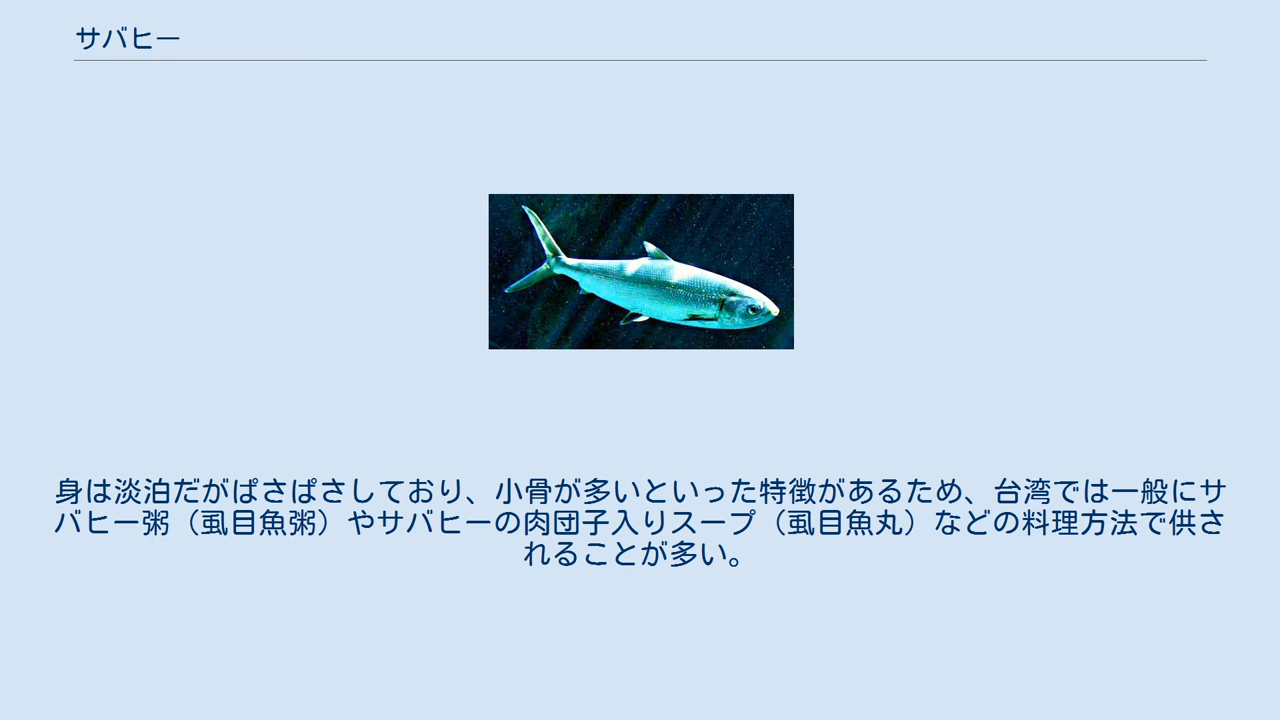 サバヒー
身は淡泊だがぱさぱさしており、小骨が多いといった特徴があるため、台湾では一般にサ
バヒー粥（虱目魚粥）やサバヒーの肉団子入りスープ（虱目魚丸）などの料理方法で供さ
れることが多い。